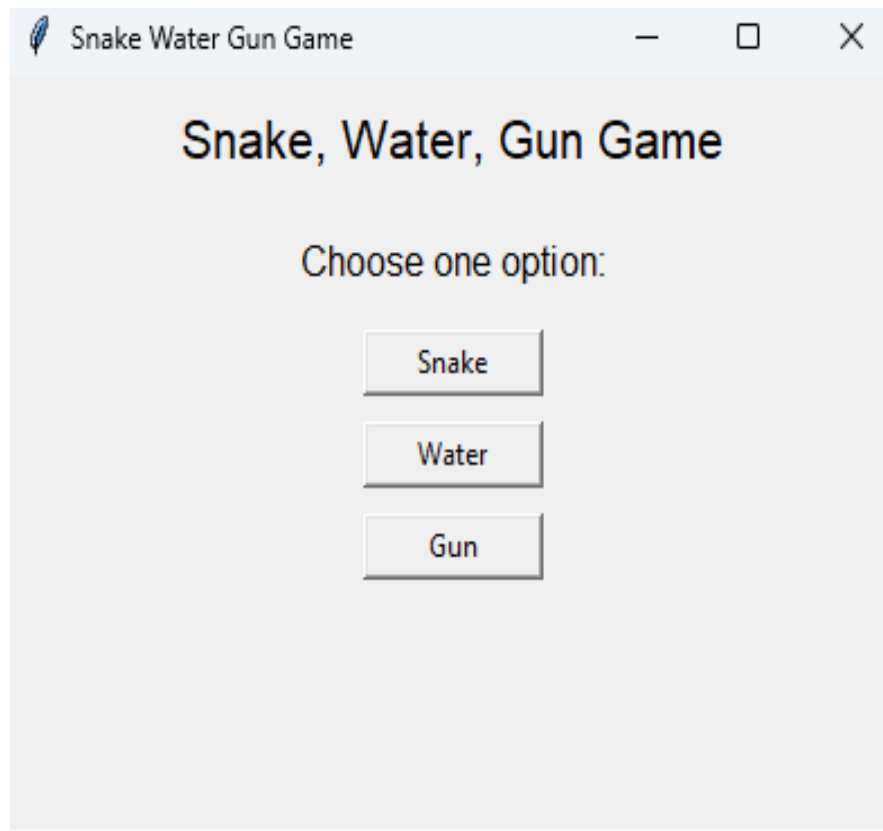 Snake Water Gun Game
Snake, Water, Gun Game
Choose one option:
Snake
Water
Gun